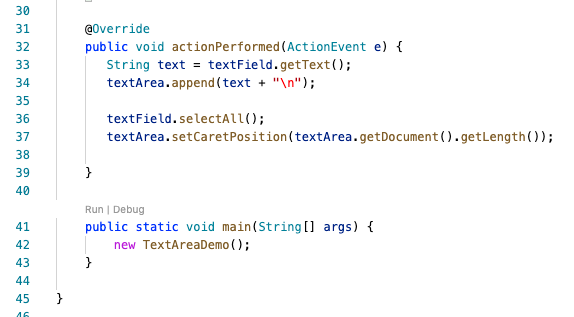 30
31 @Override
32 public void actionPerformed(ActionEvent e) {
33 String text = textField.getText();
34 textArea.append(text + "\n");
35
36 textField.selectAll();
37 textArea.setCaretPosition(textArea.getDocument().getLength());
38
39 }
40
Run | Debug
41 public static void main(String[] args) {
42 new TextAreaDemo();
43 }
44
45 }
46